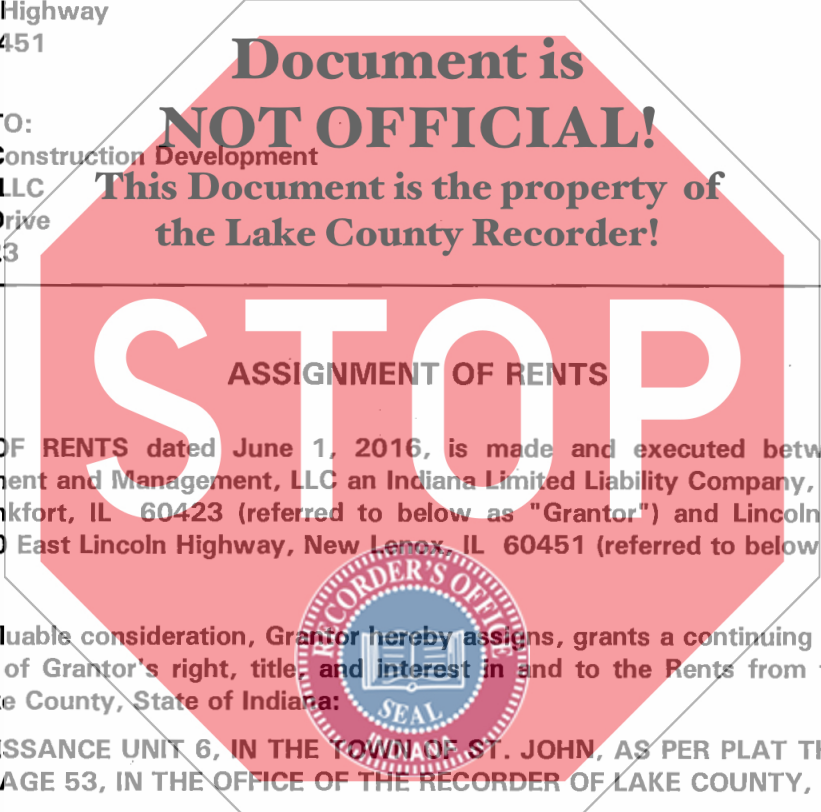 Highway
451
Document is
NOT OFFICIAL!
TO:
Construction Development
This Document is the property of
LLC
Drive
the Lake County Recorder!
23
STOP
ASSIGNMENT OF RENTS
OF RENTS dated June 1, 2016, is made and executed betw
ment and Management, LLC an Indiana Limited Liability Company,
nkfort, IL 60423 (referred to below as "Grantor") and Lincoln
0 East Lincoln Highway, New Lenox, IL 60451 (referred to below
RECORDER'S OFFICE
luable consideration, Grantor hereby assigns, grants a continuing
of Grantor's right, title, and interest in and to the Rents from
e County, State of Indiana:
SEAL
INDIANA
ISSANCE UNIT 6, IN THE TOWN OF ST. JOHN, AS PER PLAT TH
AGE 53, IN THE OFFICE OF THE RECORDER OF LAKE COUNTY,